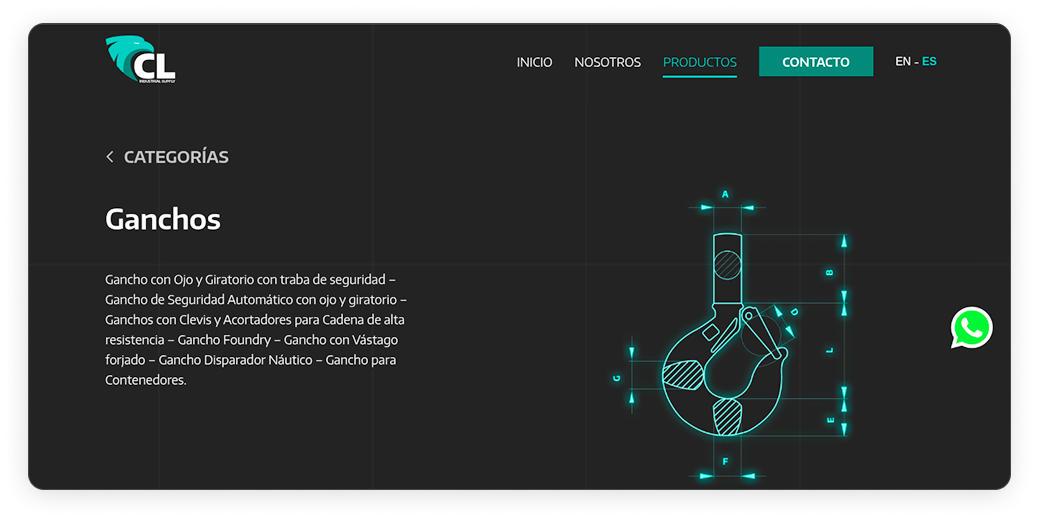 CL
INDUSTRIAL SUPPLY
INICIO NOSOTROS PRODUCTOS CONTACTO EN - ES
CATEGORÍAS
Ganchos
Gancho con Ojo y Giratorio con traba de seguridad –
Gancho de Seguridad Automático con ojo y giratorio –
Ganchos con Clevis y Acortadores para Cadena de alta
resistencia – Gancho Foundry – Gancho con Vástago
forjado – Gancho Disparador Náutico – Gancho para
Contenedores.
A
B
D
L
G
E
F